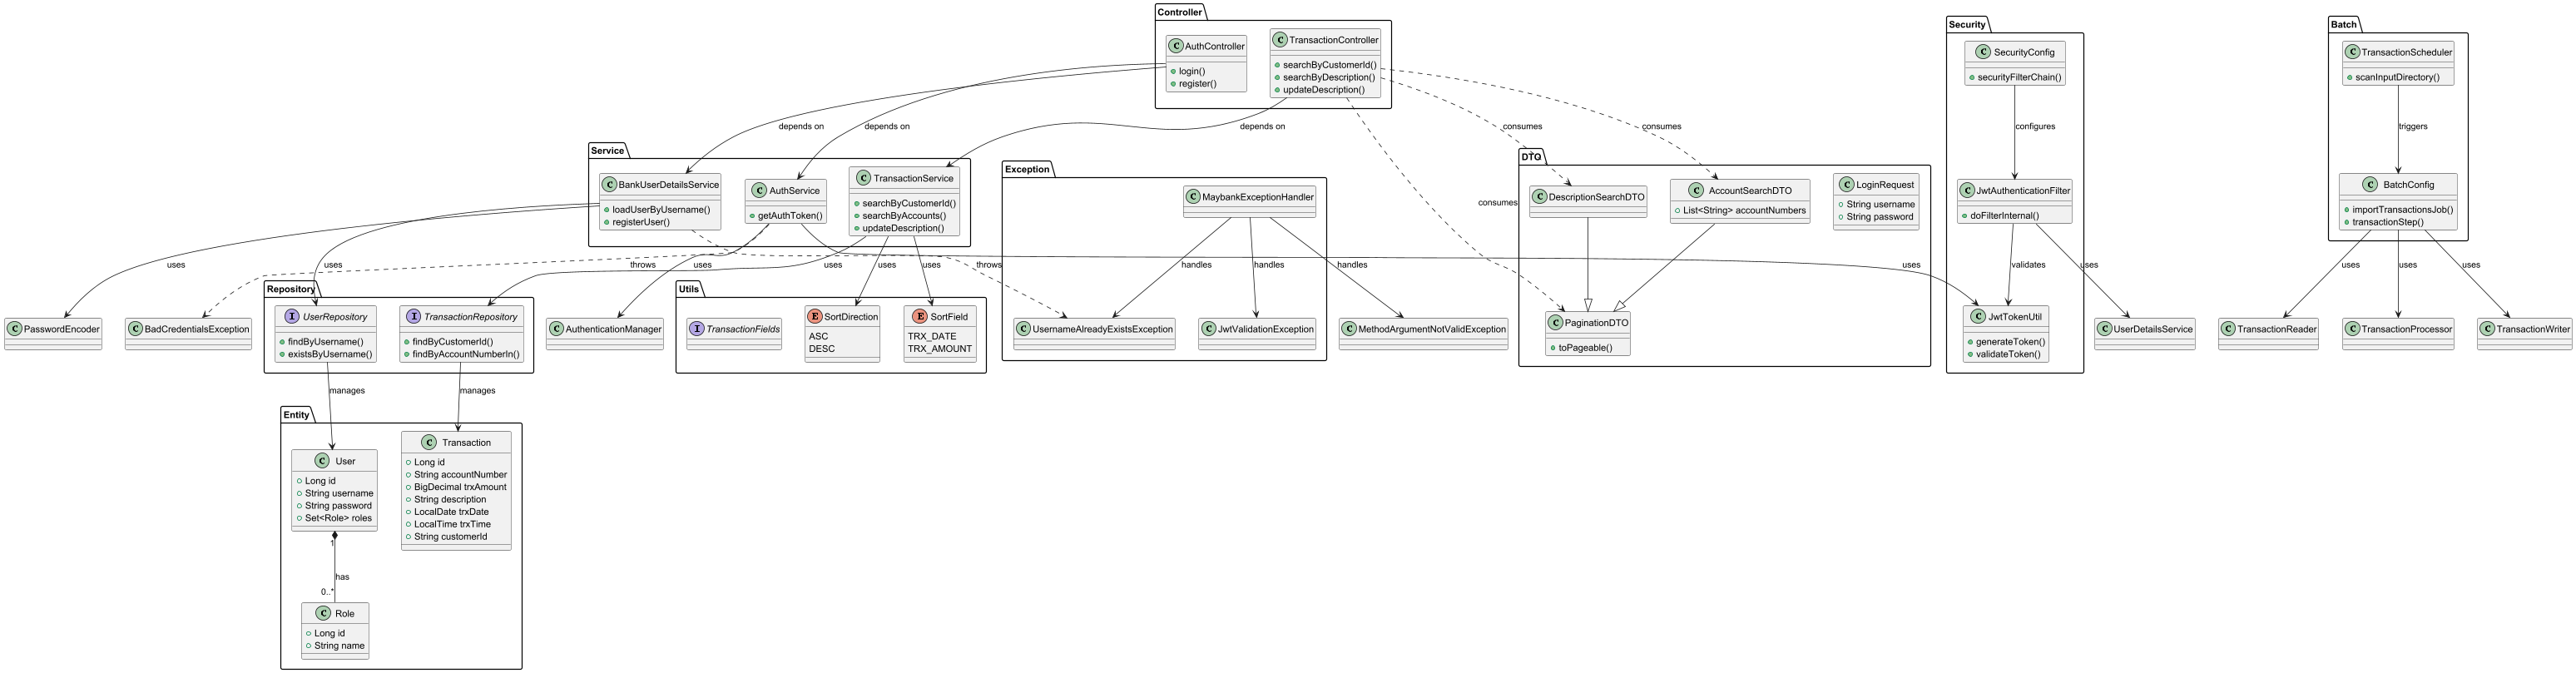 Controller
C AuthController
login()
register()
C TransactionController
searchByCustomerId()
searchByDescription()
updateDescription()
Security
C SecurityConfig
securityFilterChain()
configures
C JwtAuthenticationFilter
doFilterInternal()
validates
uses
C JwtTokenUtil
generateToken()
validateToken()
Batch
C TransactionScheduler
scanInputDirectory()
triggers
C BatchConfig
importTransactionsJob()
transactionStep()
uses
uses
uses
depends on
depends on
depends on
consumes
consumes
consumes
Service
C BankUserDetailsService
loadUserByUsername()
registerUser()
C AuthService
getAuthToken()
C TransactionService
searchByCustomerId()
searchByAccounts()
updateDescription()
Exception
C MaybankExceptionHandler
handles
handles
handles
C UsernameAlreadyExistsException
C JwtValidationException
DTO
C DescriptionSearchDTO
C AccountSearchDTO
List<String> accountNumbers
C LoginRequest
String username
String password
C PaginationDTO
toPageable()
uses
uses
throws
uses
uses
uses
uses
throws
uses
Repository
I UserRepository
findByUsername()
existsByUsername()
I TransactionRepository
findByCustomerId()
findByAccountNumberIn()
Utils
I TransactionFields
E SortDirection
ASC
DESC
E SortField
TRX_DATE
TRX_AMOUNT
C PasswordEncoder
C BadCredentialsException
C AuthenticationManager
C MethodArgumentNotValidException
C UserDetailsService
C TransactionReader
C TransactionProcessor
C TransactionWriter
manages
manages
Entity
C User
Long id
String username
String password
Set<Role> roles
C Transaction
Long id
String accountNumber
BigDecimal trxAmount
String description
LocalDate trxDate
LocalTime trxTime
String customerId
1
has
0..*
C Role
Long id
String name